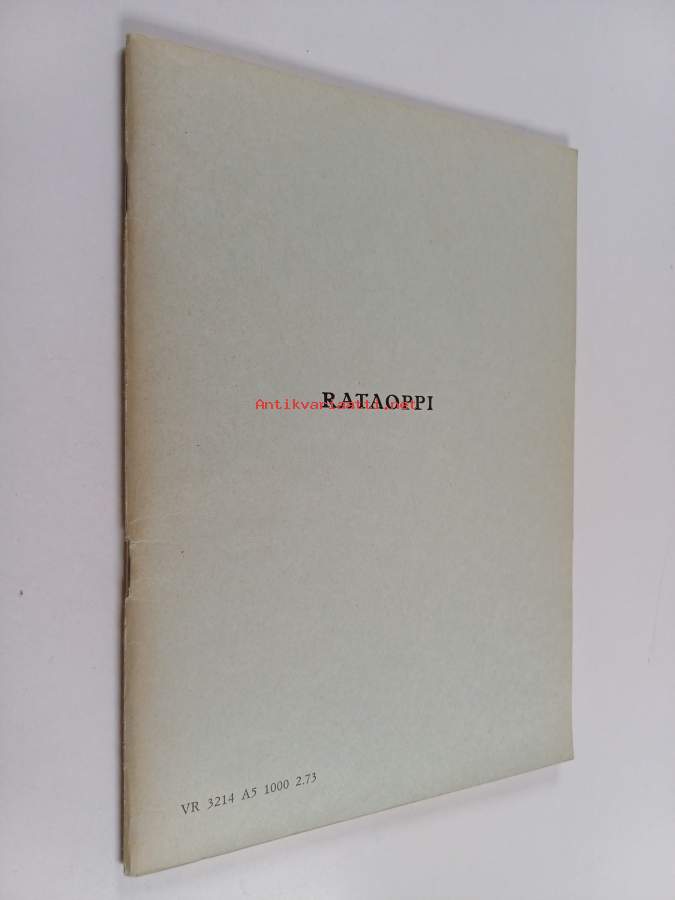 RATAOPPI
Antikvariaatti.net
VR 3214 A5 1000 2.73